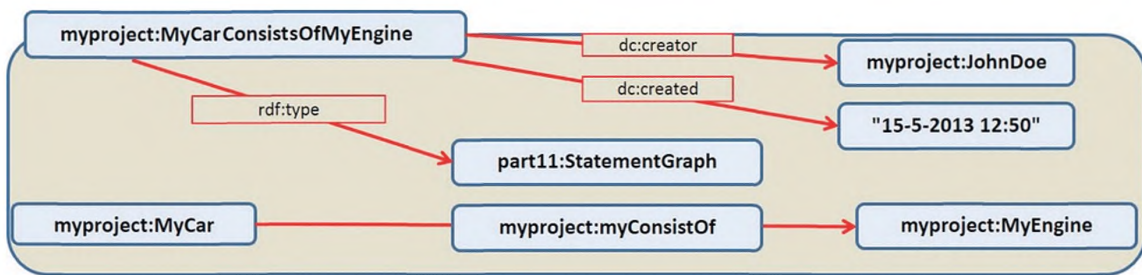 myproject:MyCarConsistsOfMyEngine
dc:creator
myproject:JohnDoe
dc:created
rdf:type
"15-5-2013 12:50"
part11:StatementGraph
myproject:MyCar
myproject:myConsistOf
myproject:MyEngine